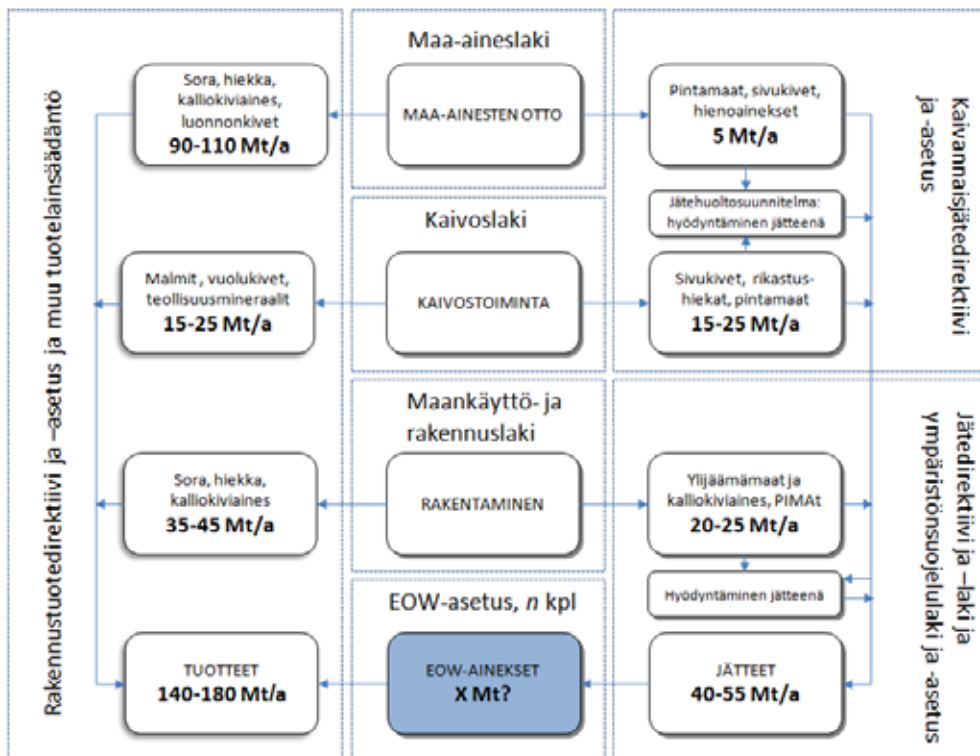 Rakennustuotedirektiivi ja –asetus ja muu tuotelainsäädäntö
Sora, hiekka,
kalliokiviaines,
luonnonkivet
90-110 Mt/a
Malmit, vuolukivet,
teollisuusmineraalit
15-25 Mt/a
Sora, hiekka,
kalliokiviaines
35-45 Mt/a
TUOTTEET
140-180 Mt/a
Maa-aineslaki
MAA-AINESTEN OTTO
Kaivoslaki
KAIVOSTOIMINTA
Maankäyttö- ja
rakennuslaki
RAKENTAMINEN
EOW-asetus, n kpl
EOW-AINEKSET
X Mt?
Pintamaat, sivukivet,
hienoainekset
5 Mt/a
Jätehuoltosuunnitelma:
hyödyntäminen jätteenä
Sivukivet, rikastus-
hiekat, pintamaat
15-25 Mt/a
Ylijäämämaat ja
kalliokiviaines, PIMAt
20-25 Mt/a
Hyödyntäminen jätteenä
JÄTTEET
40-55 Mt/a
Kaivannaisjätedirektiivi
ja -asetus
Jätedirektiivi ja –laki ja
ympäristönsuojelulaki ja -asetus